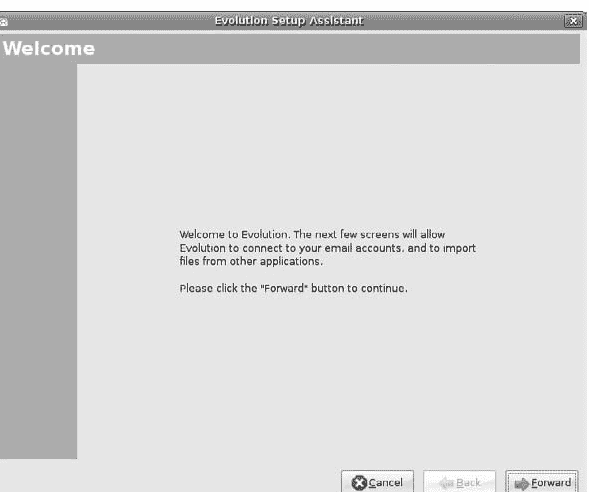 Evolution Setup Assistant
Welcome
Welcome to Evolution. The next few screens will allow
Evolution to connect to your email accounts, and to import
files from other applications.
Please click the "Forward" button to continue.
Cancel
Back
Forward